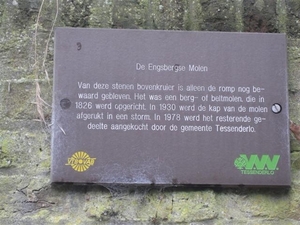 9
De Engsbergse Molen
Van deze stenen bovenkruier is alleen de romp nog be-
waard gebleven. Het was een berg- of beltmolen, die in
1826 werd opgericht. In 1930 werd de kap van de molen
afgerukt in een storm. In 1978 werd het resterende ge-
deelte aangekocht door de gemeente Tessenderlo.
VVV
TESSENDERLO